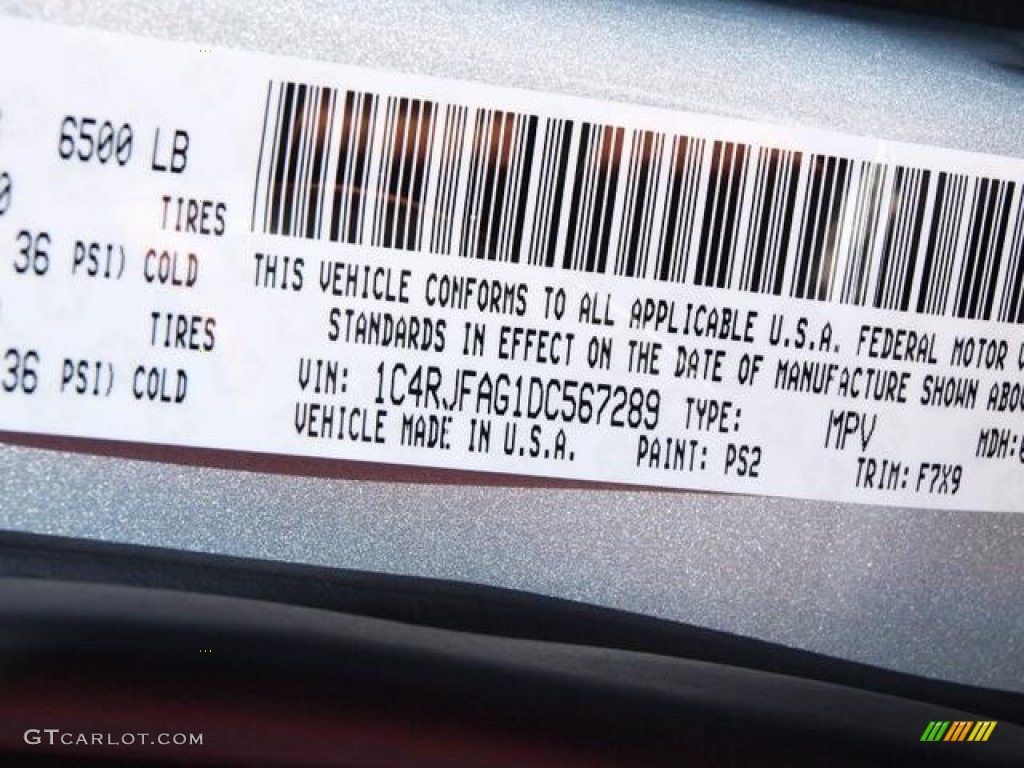 6500 LB
TIRES
36 PSI) COLD
TIRES
36 PSI) COLD
THIS VEHICLE CONFORMS TO ALL APPLICABLE U.S.A. FEDERAL MOTOR
STANDARDS IN EFFECT ON THE DATE OF MANUFACTURE SHOWN ABO
VIN: 1C4RJFAG1DC567289 TYPE: MPV MDH:
VEHICLE MADE IN U.S.A. PAINT: PS2 TRIM: F7X9
GTCARLOT.COM